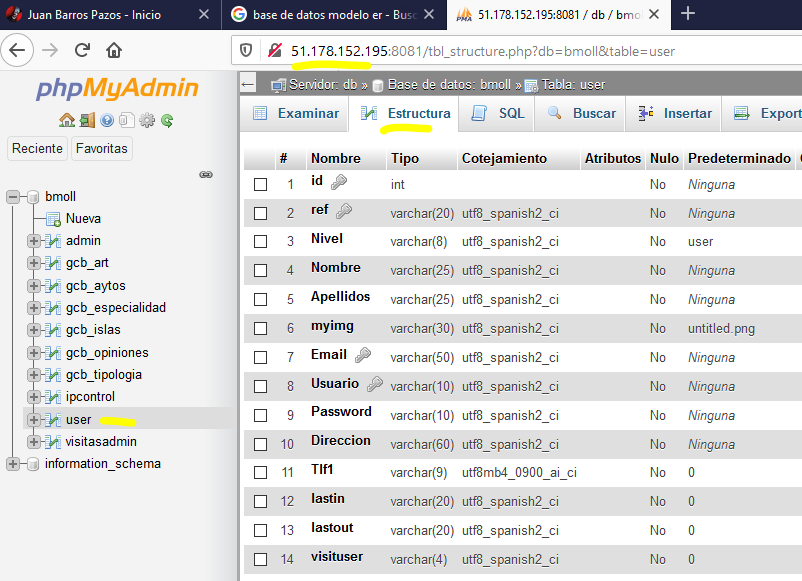 Juan Barros Pazos - Inicio
base de datos modelo er - Bus
51.178.152.195:8081 / db / bmol
51.178.152.195:8081/tbl_structure.php?db=bmoll&table=user
phpMyAdmin
Reciente
Favoritas
bmoll
Nueva
admin
gcb_art
gcb_aytos
gcb_especialidad
gcb_islas
gcb_opiniones
gcb_tipologia
ipcontrol
user
visitasadmin
information_schema
Servidor: db » Base de datos: bmoll » Tabla: user
Examinar Estructura SQL Buscar Insertar Export
# Nombre Tipo Cotejamiento Atributos Nulo Predeterminado
1 id int No Ninguna
2 ref varchar(20) utf8_spanish2_ci No Ninguna
3 Nivel varchar(8) utf8_spanish2_ci No user
4 Nombre varchar(25) utf8_spanish2_ci No Ninguna
5 Apellidos varchar(25) utf8_spanish2_ci No Ninguna
6 myimg varchar(30) utf8_spanish2_ci No untitled.png
7 Email varchar(50) utf8_spanish2_ci No Ninguna
8 Usuario varchar(10) utf8_spanish2_ci No Ninguna
9 Password varchar(10) utf8_spanish2_ci No Ninguna
10 Direccion varchar(60) utf8_spanish2_ci No Ninguna
11 Tlf1 varchar(9) utf8mb4_0900_ai_ci No 0
12 lastin varchar(20) utf8_spanish2_ci No 0
13 lastout varchar(20) utf8_spanish2_ci No 0
14 visituser varchar(4) utf8_spanish2_ci No 0